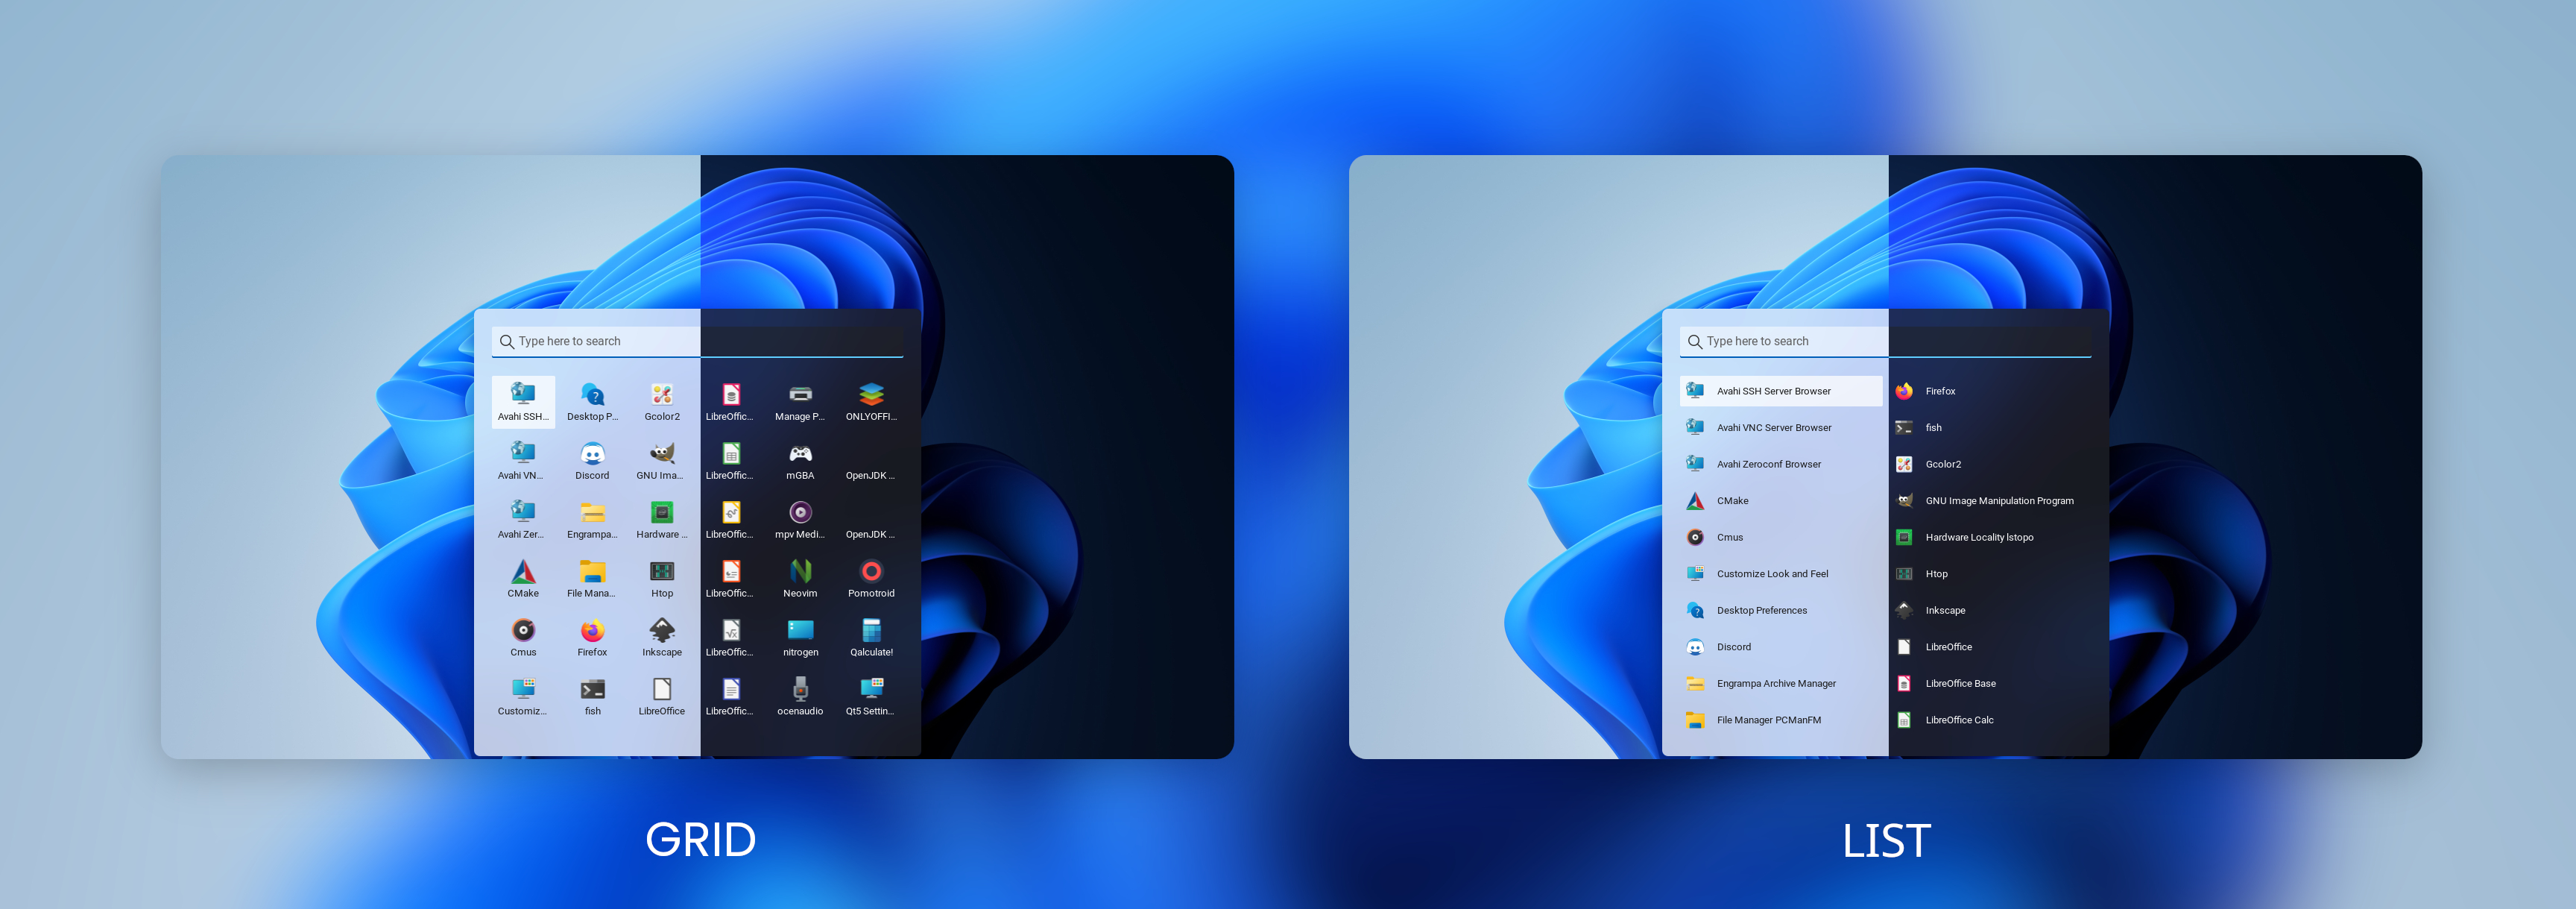 Type here to search
Avahi SSH... Desktop P... Gcolor2 LibreOffic... Manage P... ONLYOFFI...
Avahi VN... Discord GNU Ima... LibreOffic... mGBA OpenJDK ...
Avahi Zer... Engrampa... Hardware ... LibreOffic... mpv Medi... OpenJDK ...
CMake File Mana... Htop LibreOffic... Neovim Pomotroid
Cmus Firefox Inkscape LibreOffic... nitrogen Qalculate!
Customiz... fish LibreOffice LibreOffic... ocenaudio Qt5 Settin...
GRID
Type here to search
Avahi SSH Server Browser Firefox
Avahi VNC Server Browser fish
Avahi Zeroconf Browser Gcolor2
CMake GNU Image Manipulation Program
Cmus Hardware Locality lstopo
Customize Look and Feel Htop
Desktop Preferences Inkscape
Discord LibreOffice
Engrampa Archive Manager LibreOffice Base
File Manager PCManFM LibreOffice Calc
LIST